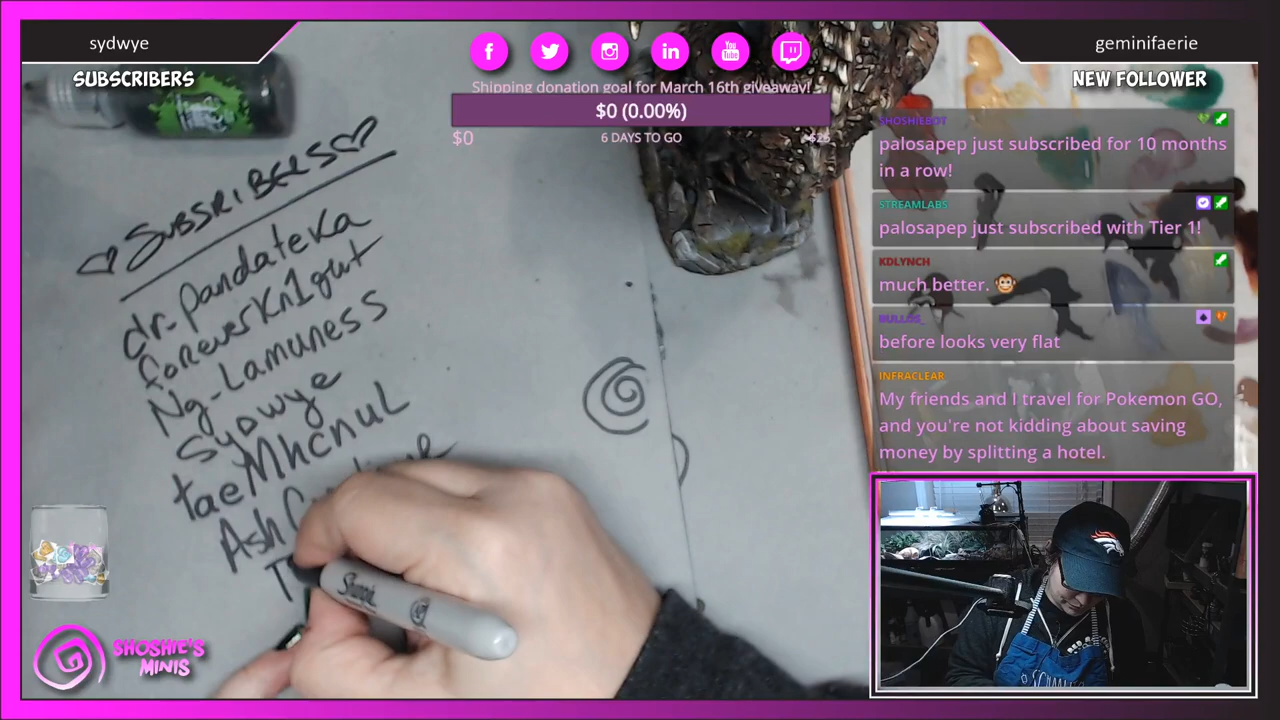 sydwye
SUBSCRIBERS
geminifaerie
NEW FOLLOWER
Shipping donation goal for March 16th giveaway!
$0 (0.00%)
$0
6 DAYS TO GO
$25
SUBSRIBERS
dr.pandateka
foreverKn1ght
Ng-Lamuness
Sydwye
taeMhcnuL
Ash
T
Sharpie
SHOSHIEBOT
palosapep just subscribed for 10 months
in a row!
STREAMLABS
palosapep just subscribed with Tier 1!
KDLYNCH
much better. 🐵
before looks very flat
INFRACLEAR
My friends and I travel for Pokemon GO,
and you're not kidding about saving
money by splitting a hotel.
SHOSHIE'S
MINIS